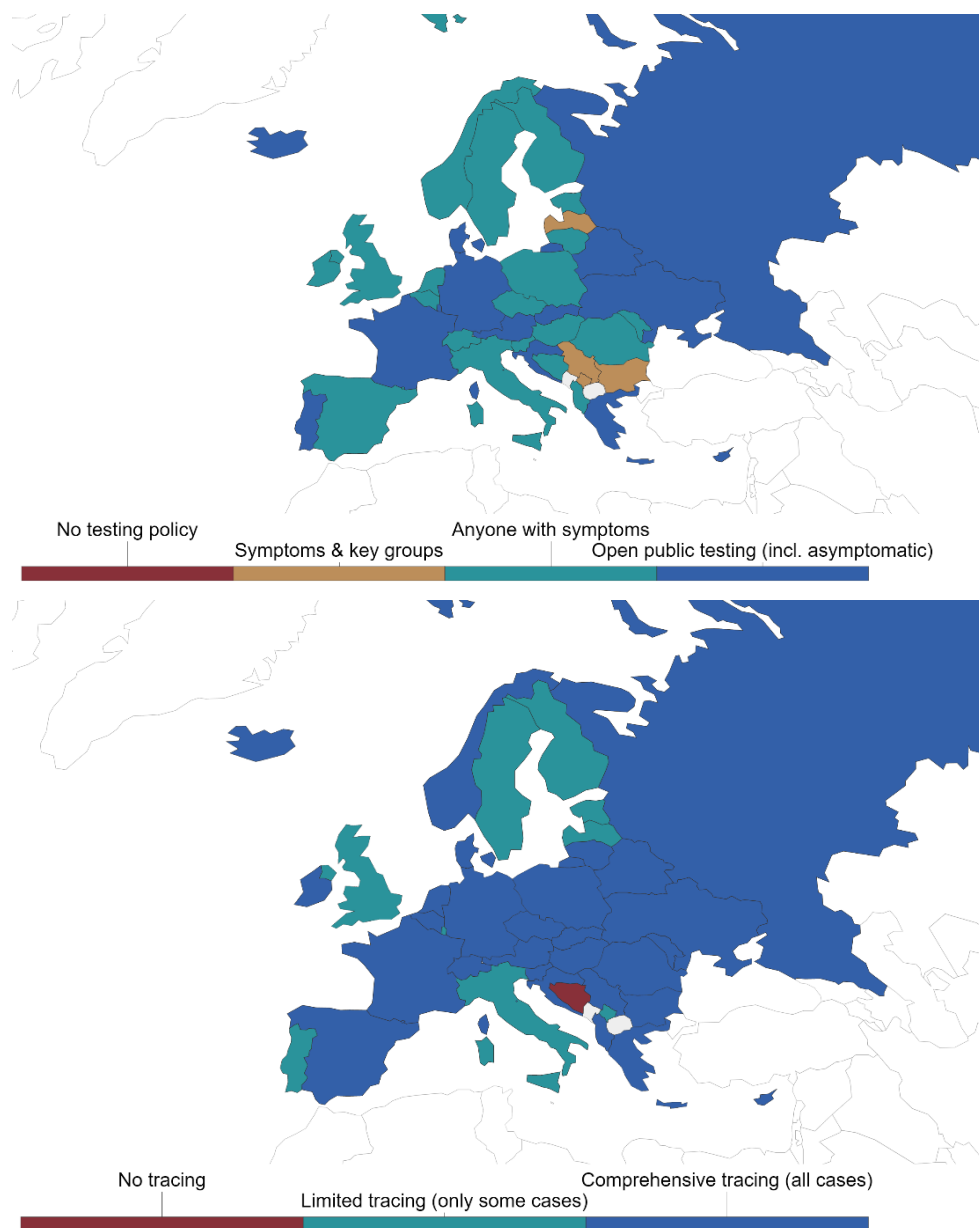 No testing policy
Anyone with symptoms
Symptoms & key groups
Open public testing (incl. asymptomatic)
No tracing
Comprehensive tracing (all cases)
Limited tracing (only some cases)